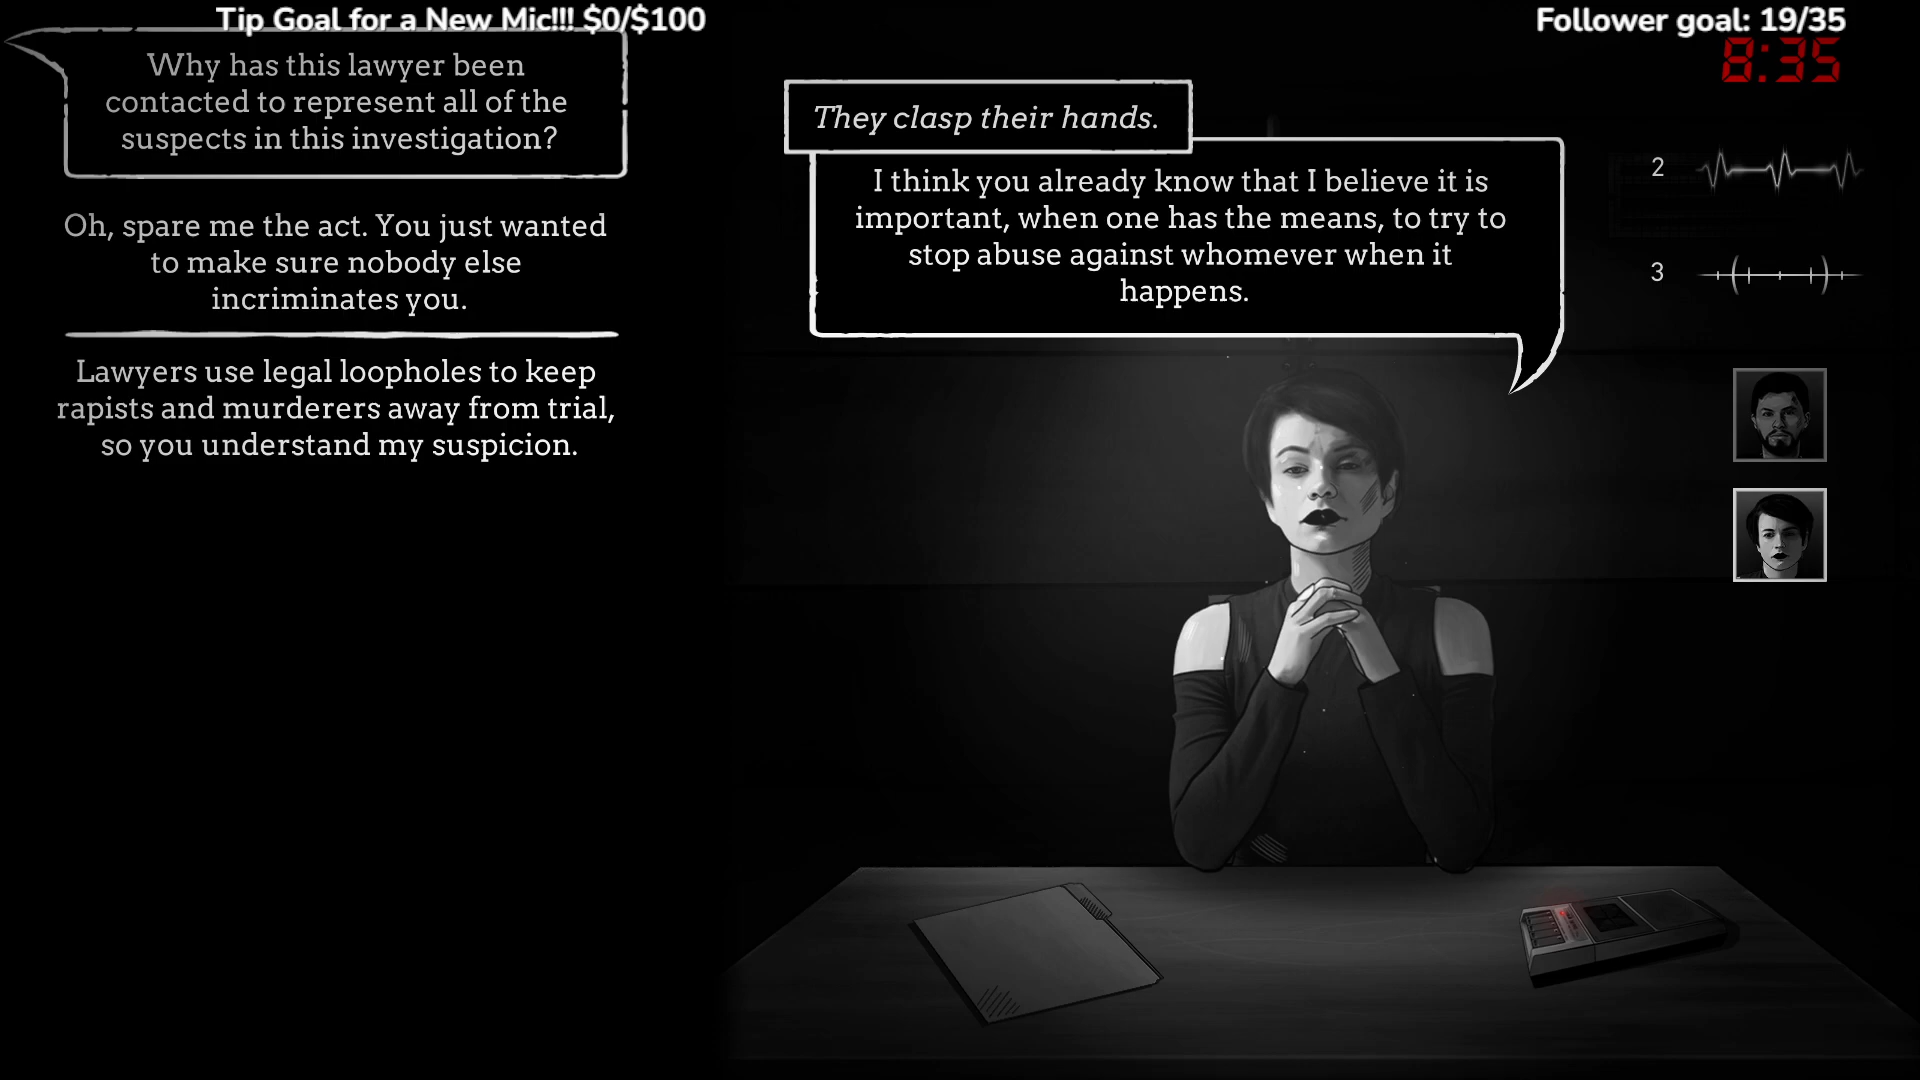 Tip Goal for a New Mic!!! $0/$100
Follower goal: 19/35
8:35
Why has this lawyer been
contacted to represent all of the
suspects in this investigation?
Oh, spare me the act. You just wanted
to make sure nobody else
incriminates you.
Lawyers use legal loopholes to keep
rapists and murderers away from trial,
so you understand my suspicion.
They clasp their hands.
I think you already know that I believe it is
important, when one has the means, to try to
stop abuse against whomever when it
happens.
2
3